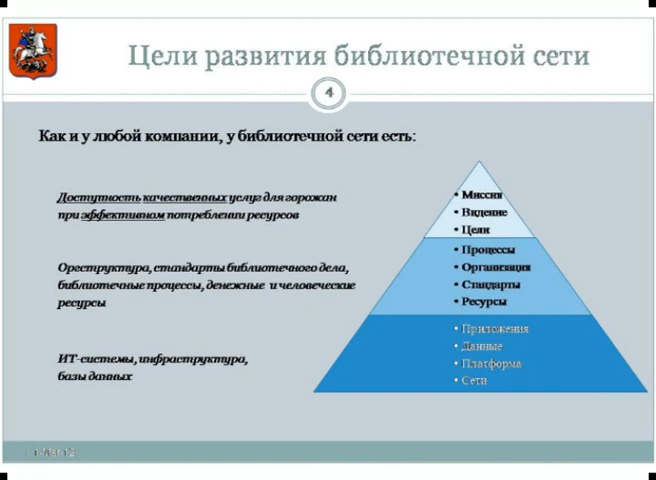 Цели развития библиотечной сети
4
Как и у любой компании, у библиотечной сети есть:
Доступность качественных услуг для горожан
при эффективном потреблении ресурсов
Оргструктура, стандарты библиотечного дела,
библиотечные процессы, денежные и человеческие
ресурсы
ИТ-системы, инфраструктура,
базы данных
• Миссия
• Видение
• Цели
• Процессы
• Организация
• Стандарты
• Ресурсы
• Приложения
• Данные
• Платформа
• Сети